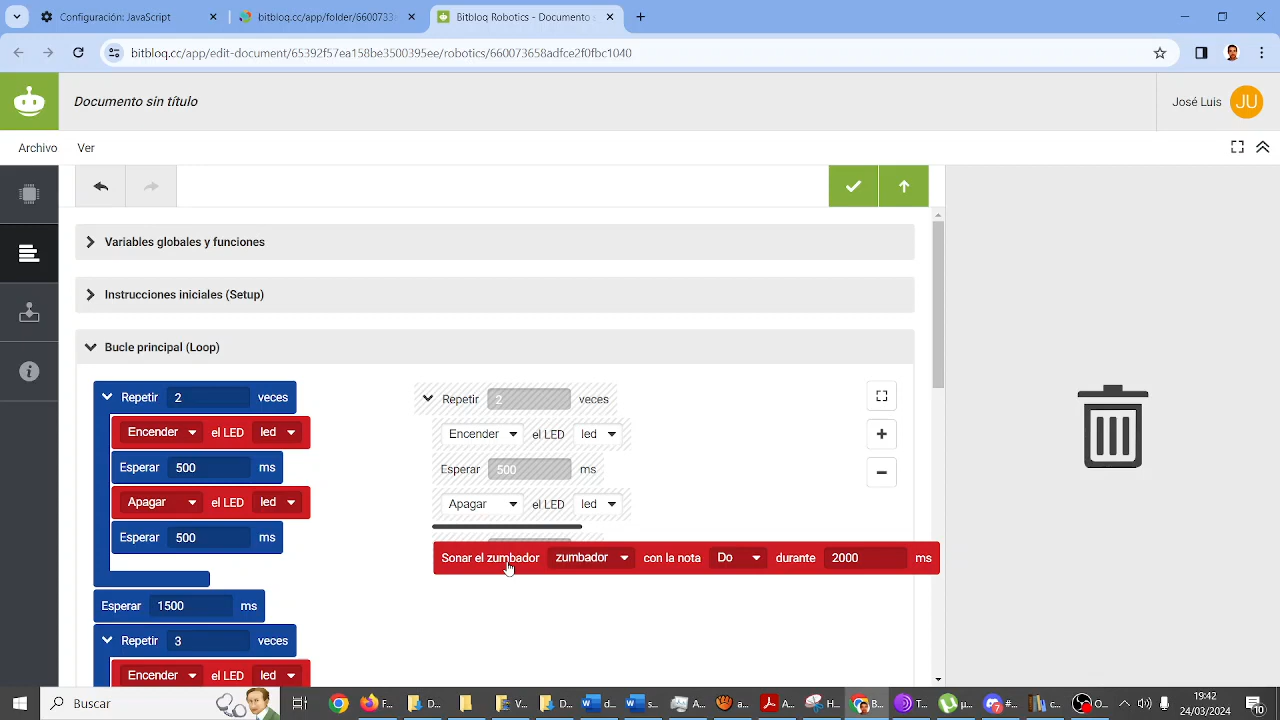 Configuración: JavaScript
bitbloq.cc/app/folder/6600733
Bitbloq Robotics - Documento
bitbloq.cc/app/edit-document/65392f57ea158be3500395ee/robotics/660073658adfce2f0fbc1040
Documento sin título
José Luis JU
Archivo Ver
Variables globales y funciones
Instrucciones iniciales (Setup)
Bucle principal (Loop)
Repetir 2 veces
Encender el LED led
Esperar 500 ms
Apagar el LED led
Esperar 500 ms
Esperar 1500 ms
Repetir 3 veces
Encender el LED led
Repetir 2 veces
Encender el LED led
Esperar 500 ms
Apagar el LED led
Sonar el zumbador zumbador con la nota Do durante 2000 ms
Buscar
D...
V...
D...
d...
s...
A...
a...
A...
H...
B...
T...
µ...
#...
c...
O...
19:42
24/03/2024
10